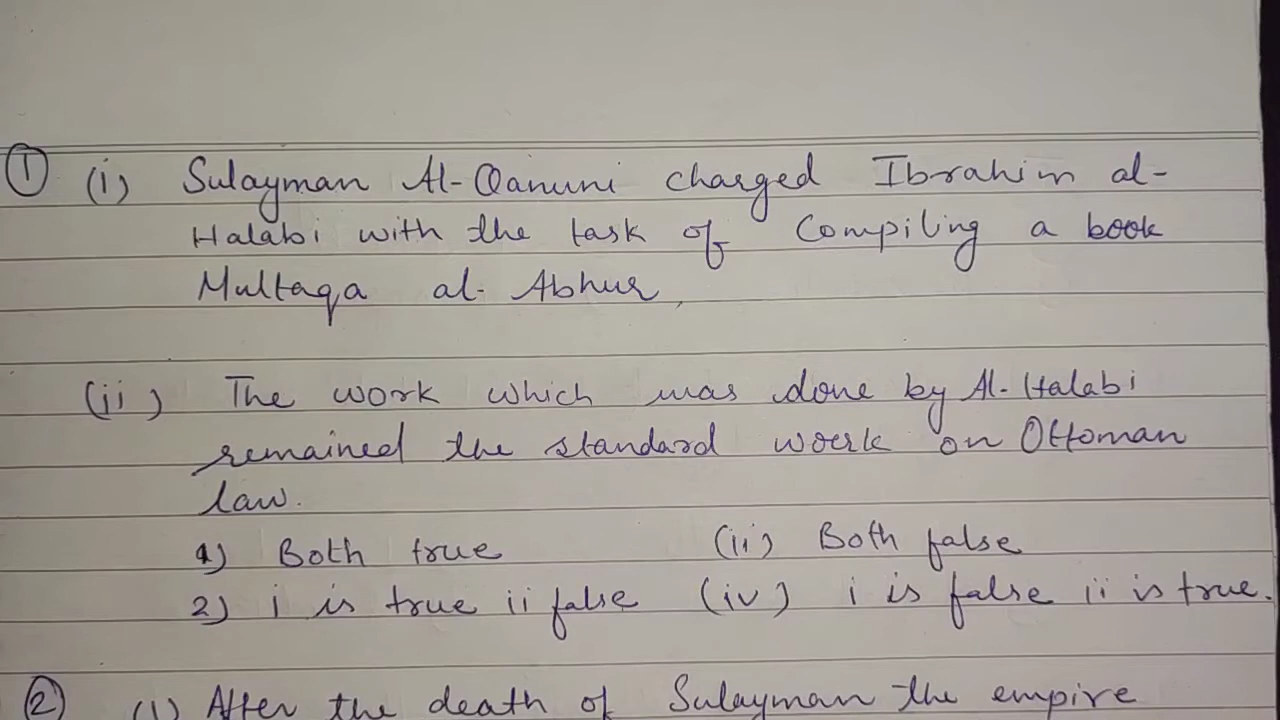 ① (i) Sulayman Al-Qanuni charged Ibrahim al-
Halabi with the task of Compiling a book
Multaqa al- Abhur,
(ii) The work which was done by Al-Halabi
remained the standard work on Ottoman
law.
1) Both true (ii) Both false
2) i is true ii false (iv) i is false ii is true.
② (i) After the death of Sulayman the empire